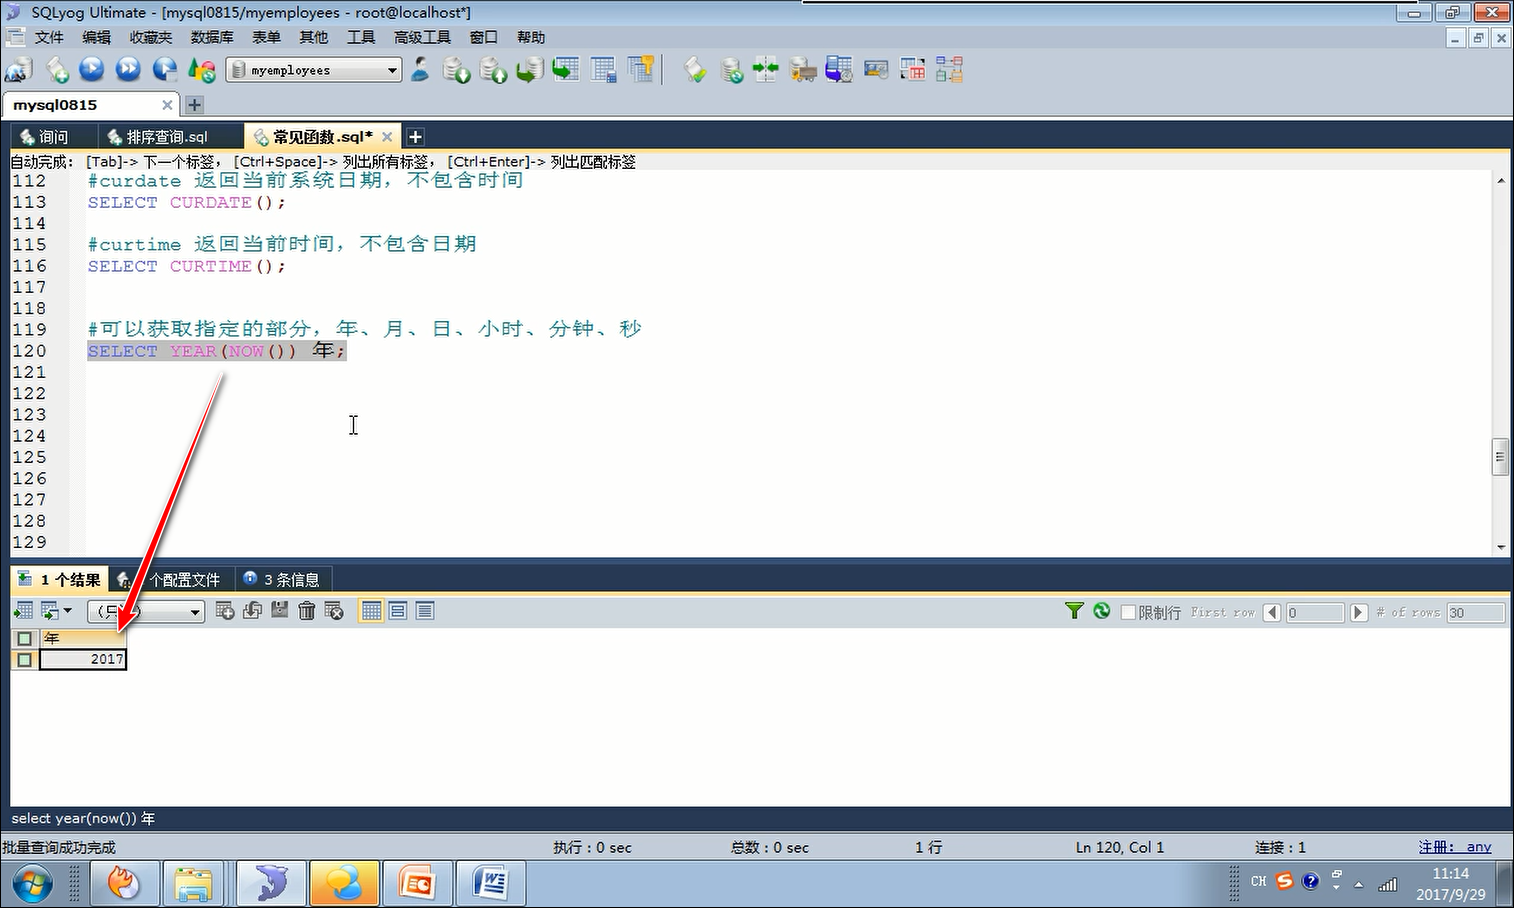 SQLyog Ultimate - [mysql0815/myemployees - root@localhost*]
文件 编辑 收藏夹 数据库 表单 其他 工具 高级工具 窗口 帮助
myemployees
mysql0815
询问 排序查询.sql 常见函数.sql*
自动完成： [Tab]-> 下一个标签， [Ctrl+Space]-> 列出所有标签， [Ctrl+Enter]-> 列出匹配标签
112 #curdate 返回当前系统日期，不包含时间
113 SELECT CURDATE();
114
115 #curtime 返回当前时间，不包含日期
116 SELECT CURTIME();
117
118
119 #可以获取指定的部分，年、月、日、小时、分钟、秒
120 SELECT YEAR(NOW()) 年;
121
122
123
124
125
126
127
128
129
1 个结果 个配置文件 3 条信息
限制行 First row 0 # of rows 30
年
2017
select year(now()) 年
批量查询成功完成 执行：0 sec 总数：0 sec 1 行 Ln 120, Col 1 连接：1 注册: any
CH 11:14
2017/9/29